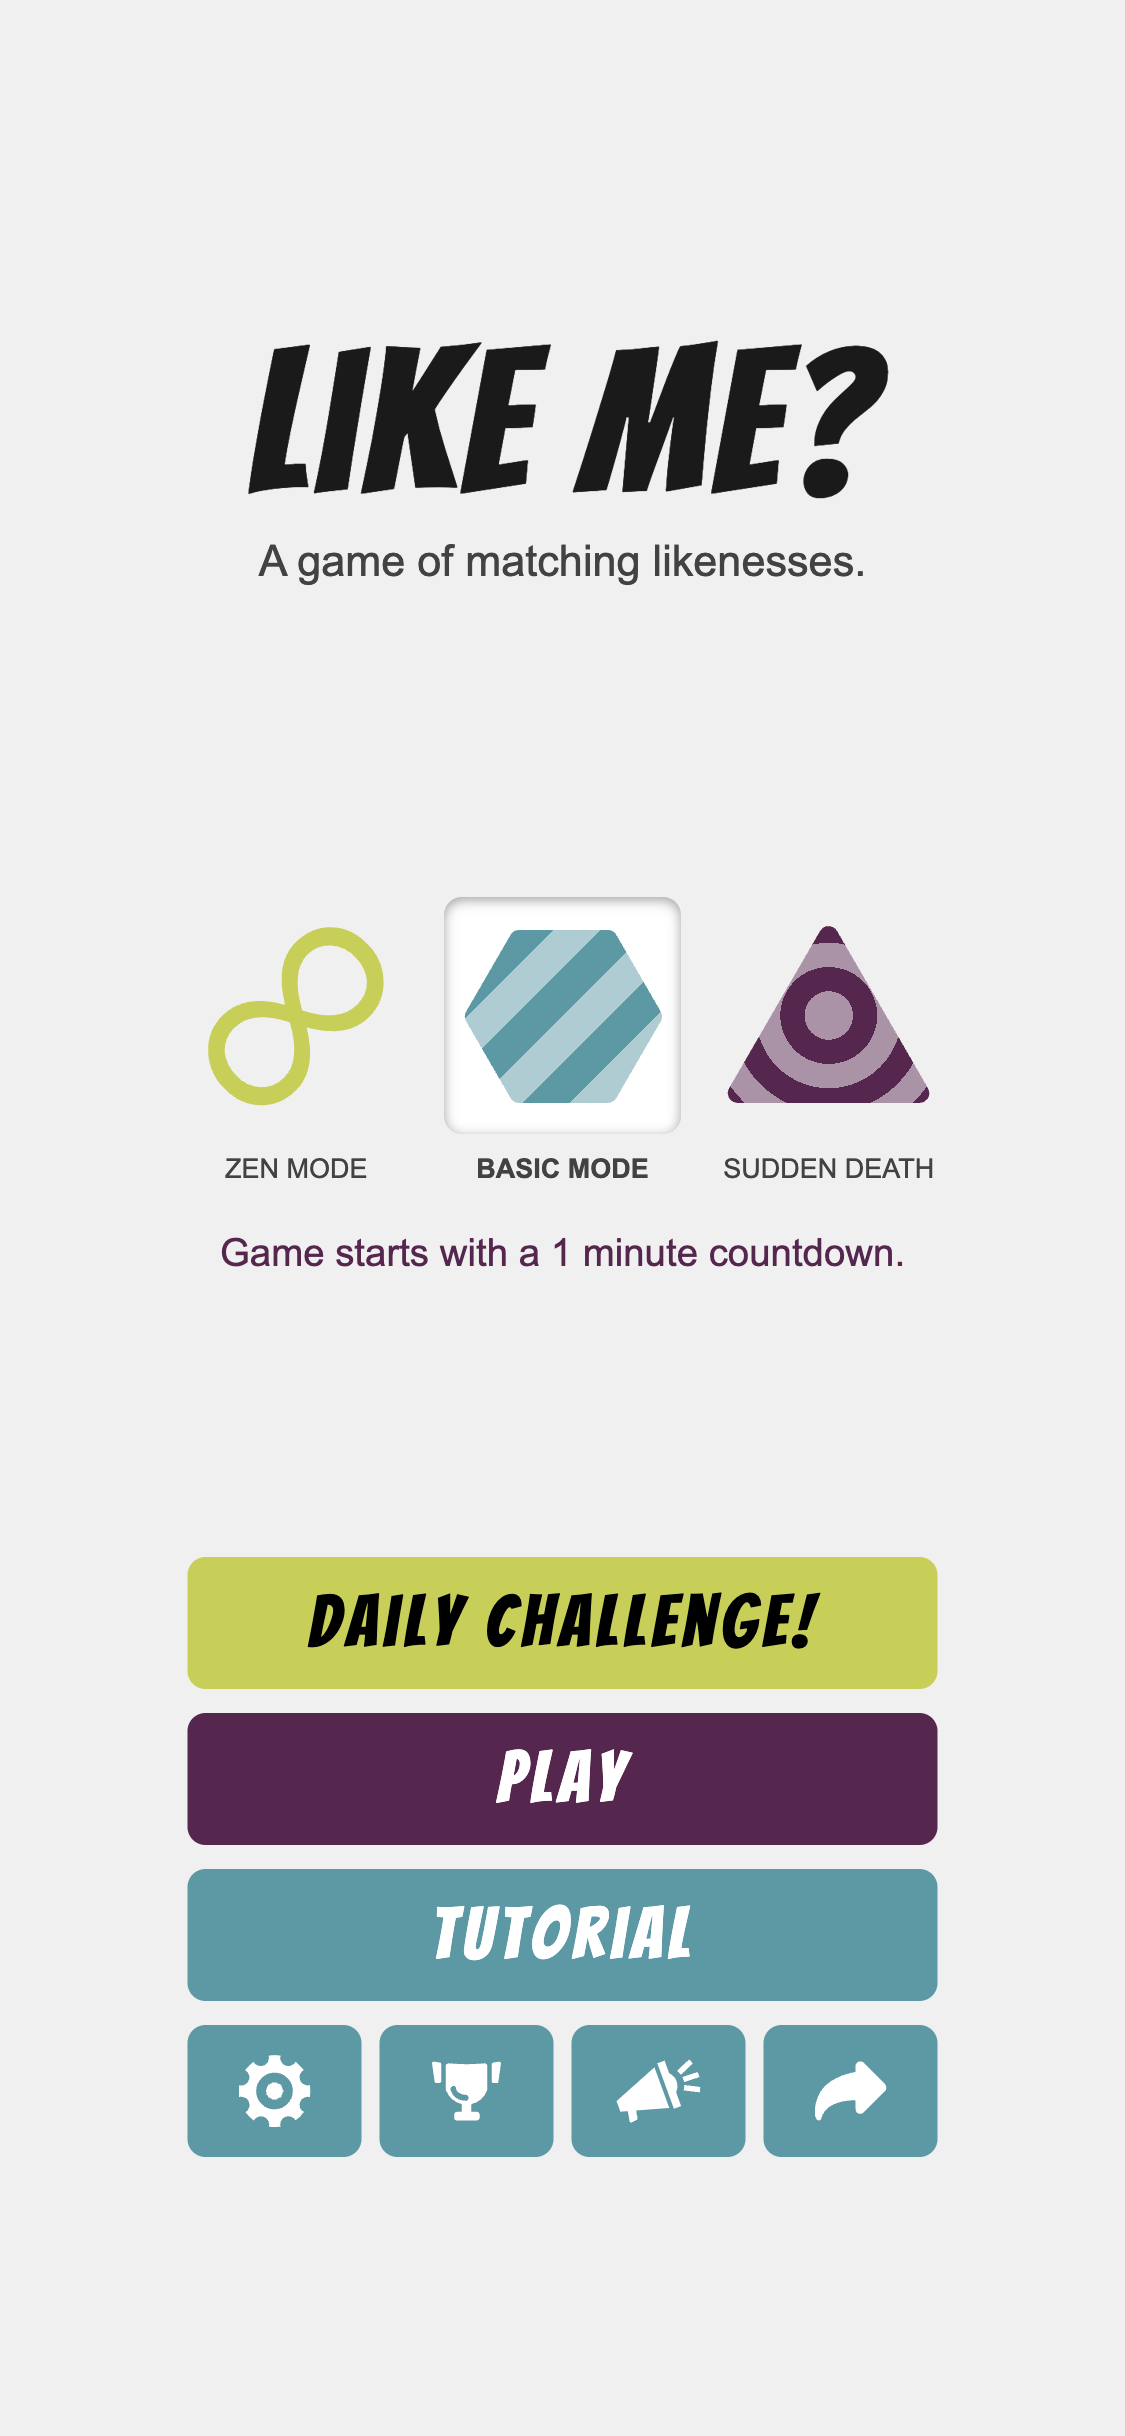 LIKE ME?
A game of matching likenesses.
ZEN MODE
BASIC MODE
SUDDEN DEATH
Game starts with a 1 minute countdown.
DAILY CHALLENGE!
PLAY
TUTORIAL